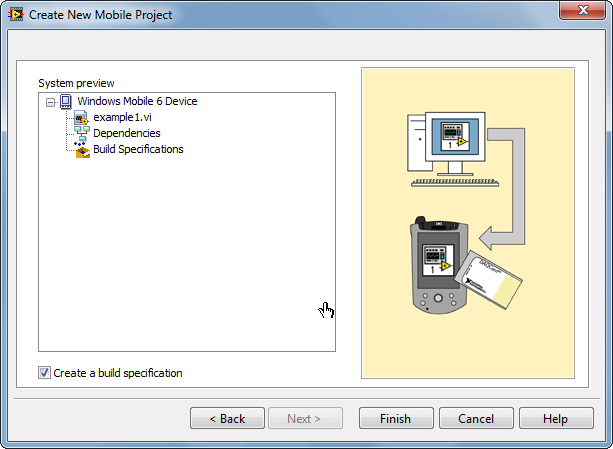 Create New Mobile Project
System preview
Windows Mobile 6 Device
example1.vi
Dependencies
Build Specifications
1
1
Create a build specification
< Back
Next >
Finish
Cancel
Help